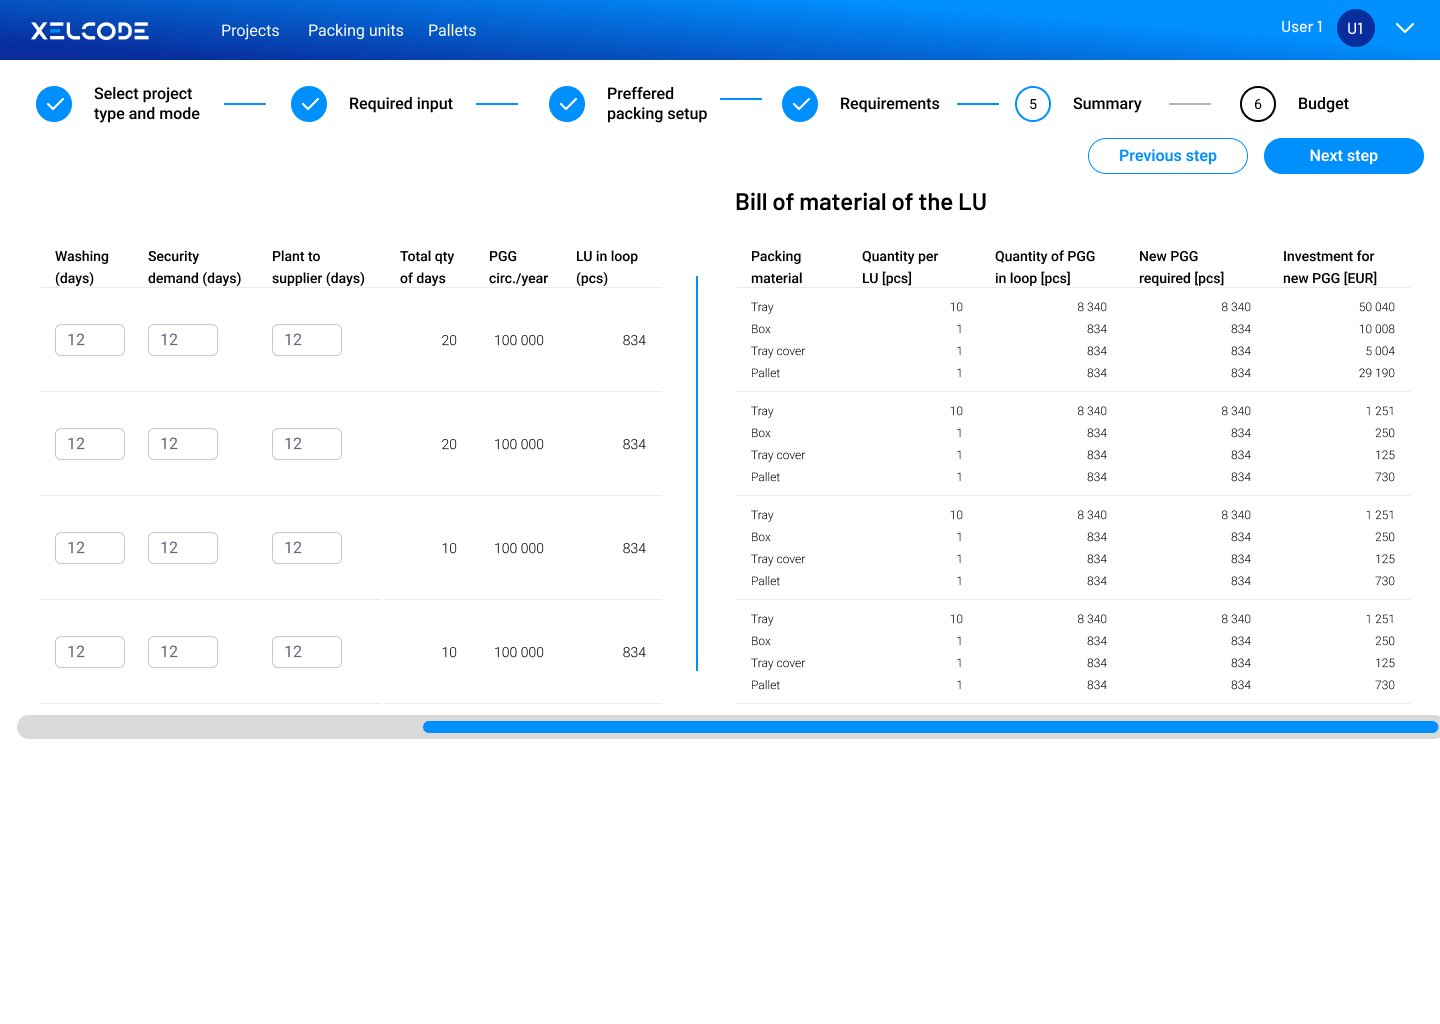 XELCODE
Projects Packing units Pallets
User 1 U1
Select project
type and mode
Required input
Preffered
packing setup
Requirements
5 Summary
6 Budget
Previous step Next step
Bill of material of the LU
Washing
(days)
Security
demand (days)
Plant to
supplier (days)
Total qty
of days
PGG
circ./year
LU in loop
(pcs)
12 12 12 20 100 000 834
12 12 12 20 100 000 834
12 12 12 10 100 000 834
12 12 12 10 100 000 834
Packing
material
Quantity per
LU [pcs]
Quantity of PGG
in loop [pcs]
New PGG
required [pcs]
Investment for
new PGG [EUR]
Tray 10 8 340 8 340 50 040
Box 1 834 834 10 008
Tray cover 1 834 834 5 004
Pallet 1 834 834 29 190
Tray 10 8 340 8 340 1 251
Box 1 834 834 250
Tray cover 1 834 834 125
Pallet 1 834 834 730
Tray 10 8 340 8 340 1 251
Box 1 834 834 250
Tray cover 1 834 834 125
Pallet 1 834 834 730
Tray 10 8 340 8 340 1 251
Box 1 834 834 250
Tray cover 1 834 834 125
Pallet 1 834 834 730